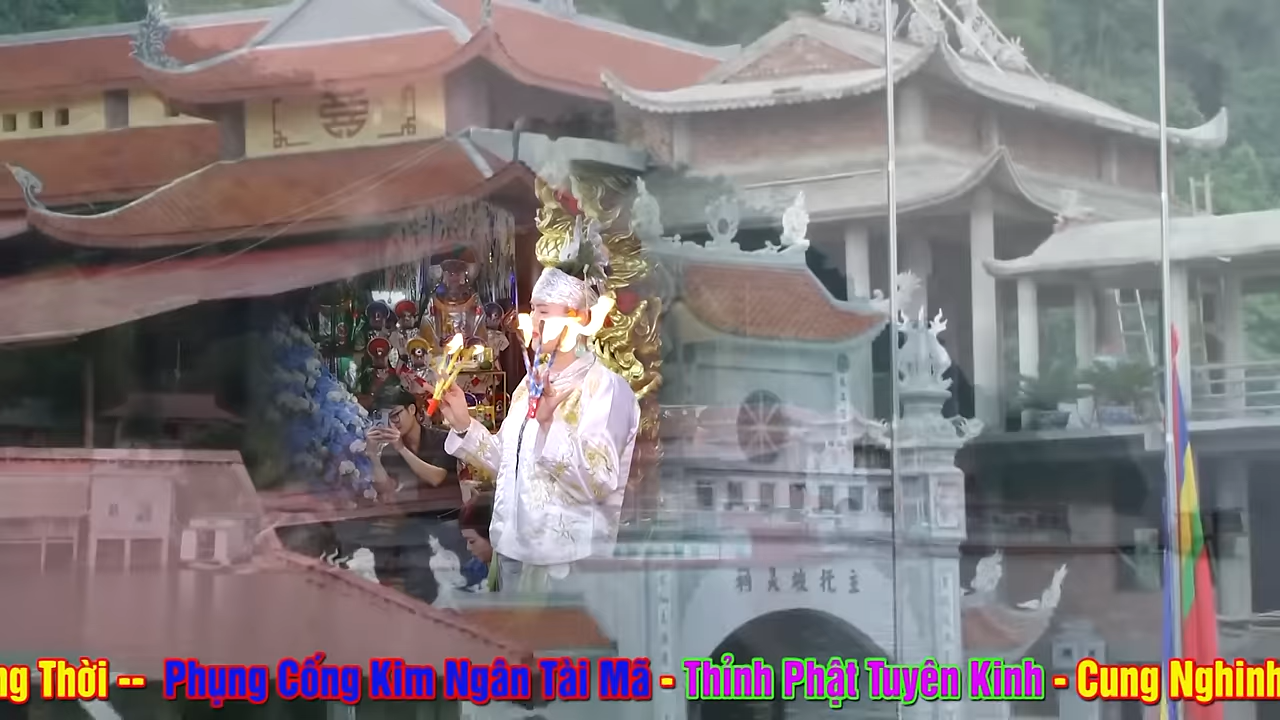 ng Thời -- Phụng Cống Kim Ngân Tài Mã - Thỉnh Phật Tuyên Kinh - Cung Nghinh